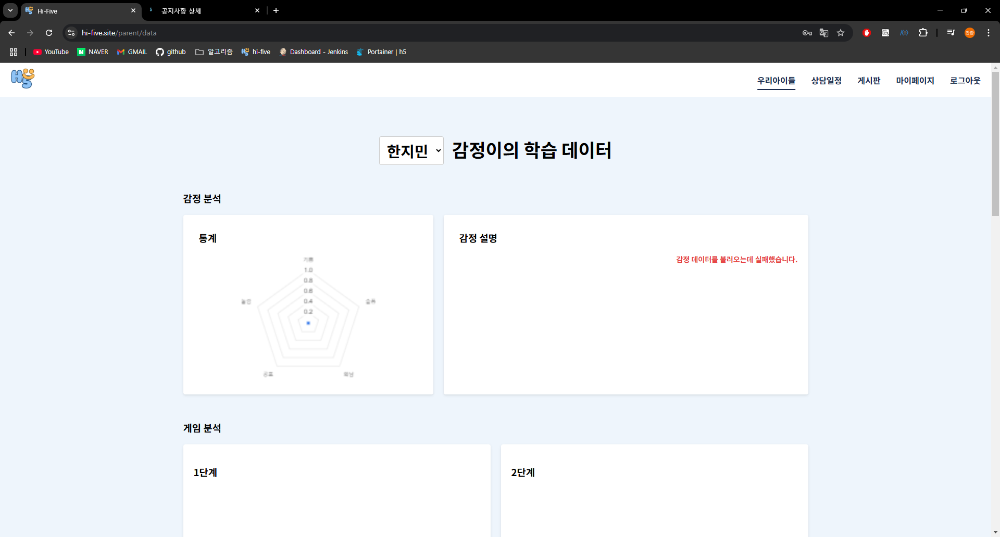 Hi-Five
공지사항 상세
hi-five.site/parent/data
찬환
YouTube
NAVER
GMAIL
github
알고리즘
hi-five
Dashboard - Jenkins
Portainer | h5
H5
우리아이들
상담일정
게시판
마이페이지
로그아웃
한지민 감정이의 학습 데이터
감정 분석
통계
감정 설명
감정 데이터를 불러오는데 실패했습니다.
기쁨
1.0
0.8
0.6
0.4
0.2
놀람
슬픔
공포
게임 분석
1단계
2단계